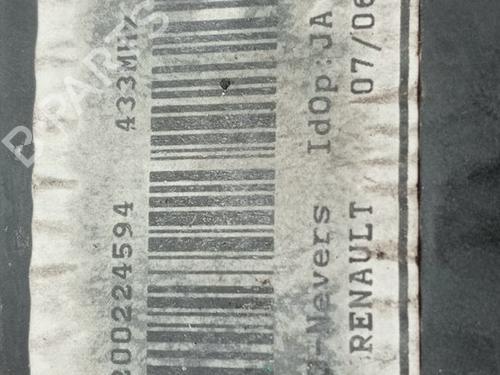 200224594 433MHz
-Nevers IdOp:JA
RENAULT 07/06
B-PARTS